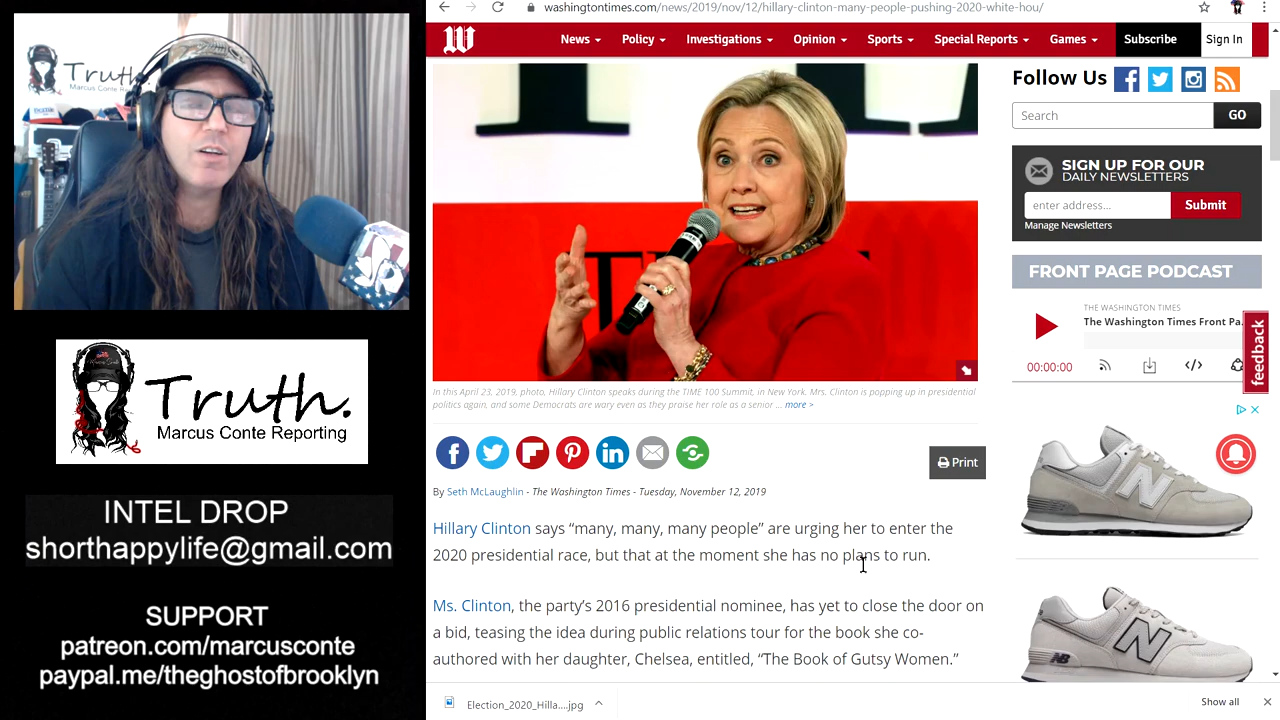 Truth.
Marcus Conte Reporting
INTEL DROP
shorthappylife@gmail.com
SUPPORT
patreon.com/marcusconte
paypal.me/theghostofbrooklyn
washingtontimes.com/news/2019/nov/12/hillary-clinton-many-people-pushing-2020-white-hou/
W
News
Policy
Investigations
Opinion
Sports
Special Reports
Games
Subscribe
Sign In
TIME
In this April 23, 2019, photo, Hillary Clinton speaks during the TIME 100 Summit, in New York. Mrs. Clinton is popping up in presidential
politics again, and some Democrats are wary even as they praise her role as a senior ... more >
Print
By Seth McLaughlin - The Washington Times - Tuesday, November 12, 2019
Hillary Clinton says “many, many, many people” are urging her to enter the
2020 presidential race, but that at the moment she has no plans to run.
Ms. Clinton, the party’s 2016 presidential nominee, has yet to close the door on
a bid, teasing the idea during public relations tour for the book she co-
authored with her daughter, Chelsea, entitled, “The Book of Gutsy Women.”
Follow Us
Search
GO
SIGN UP FOR OUR
DAILY NEWSLETTERS
enter address...
Submit
Manage Newsletters
FRONT PAGE PODCAST
THE WASHINGTON TIMES
The Washington Times Front Pa...
00:00:00
feedback
N
N
NB
Election_2020_Hilla....jpg
Show all